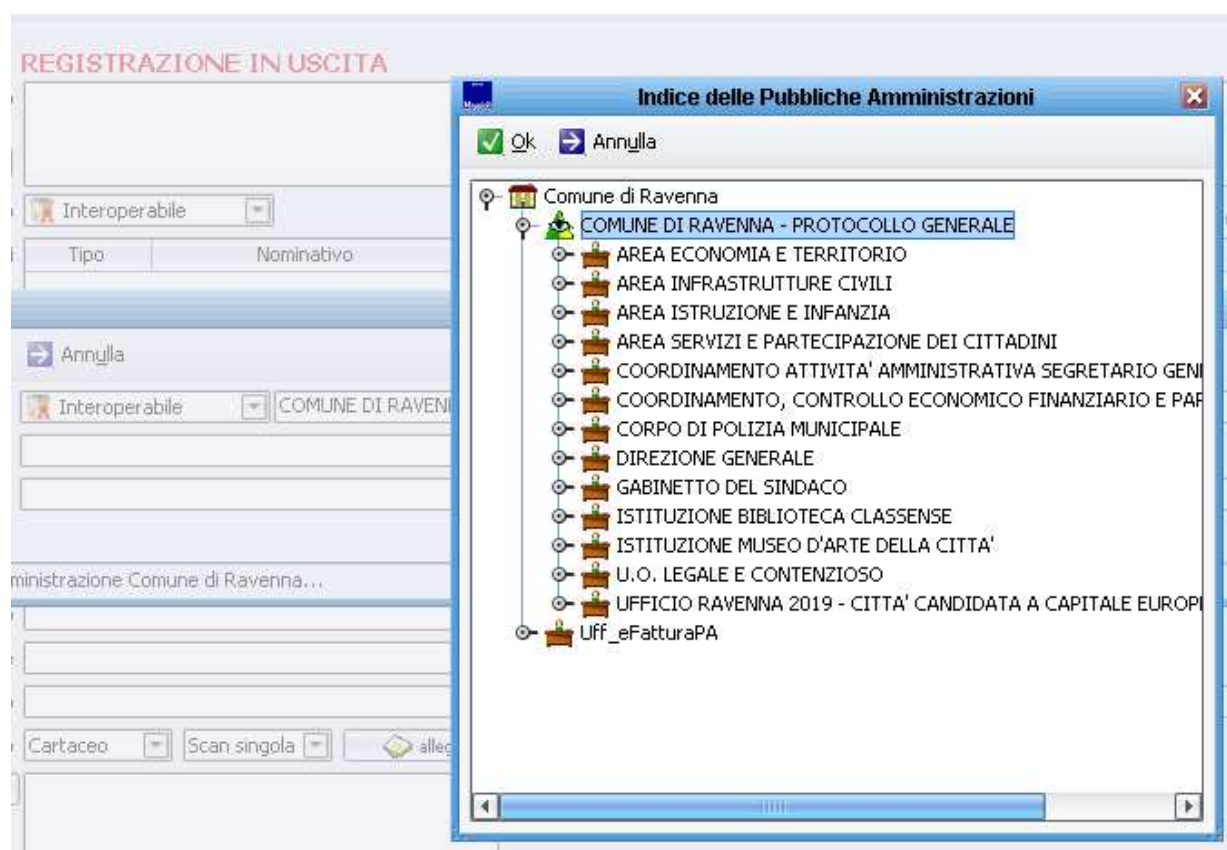 REGISTRAZIONE IN USCITA
Interoperabile
Tipo Nominativo
Annulla
Interoperabile COMUNE DI RAVEN
ministrazione Comune di Ravenna...
Cartaceo Scan singola alleg
Indice delle Pubbliche Amministrazioni
Ok Annulla
Comune di Ravenna
COMUNE DI RAVENNA - PROTOCOLLO GENERALE
AREA ECONOMIA E TERRITORIO
AREA INFRASTRUTTURE CIVILI
AREA ISTRUZIONE E INFANZIA
AREA SERVIZI E PARTECIPAZIONE DEI CITTADINI
COORDINAMENTO ATTIVITA' AMMINISTRATIVA SEGRETARIO GEN
COORDINAMENTO, CONTROLLO ECONOMICO FINANZIARIO E PAR
CORPO DI POLIZIA MUNICIPALE
DIREZIONE GENERALE
GABINETTO DEL SINDACO
ISTITUZIONE BIBLIOTECA CLASSENSE
ISTITUZIONE MUSEO D'ARTE DELLA CITTA'
U.O. LEGALE E CONTENZIOSO
UFFICIO RAVENNA 2019 - CITTA' CANDIDATA A CAPITALE EUROP
Uff_eFatturaPA